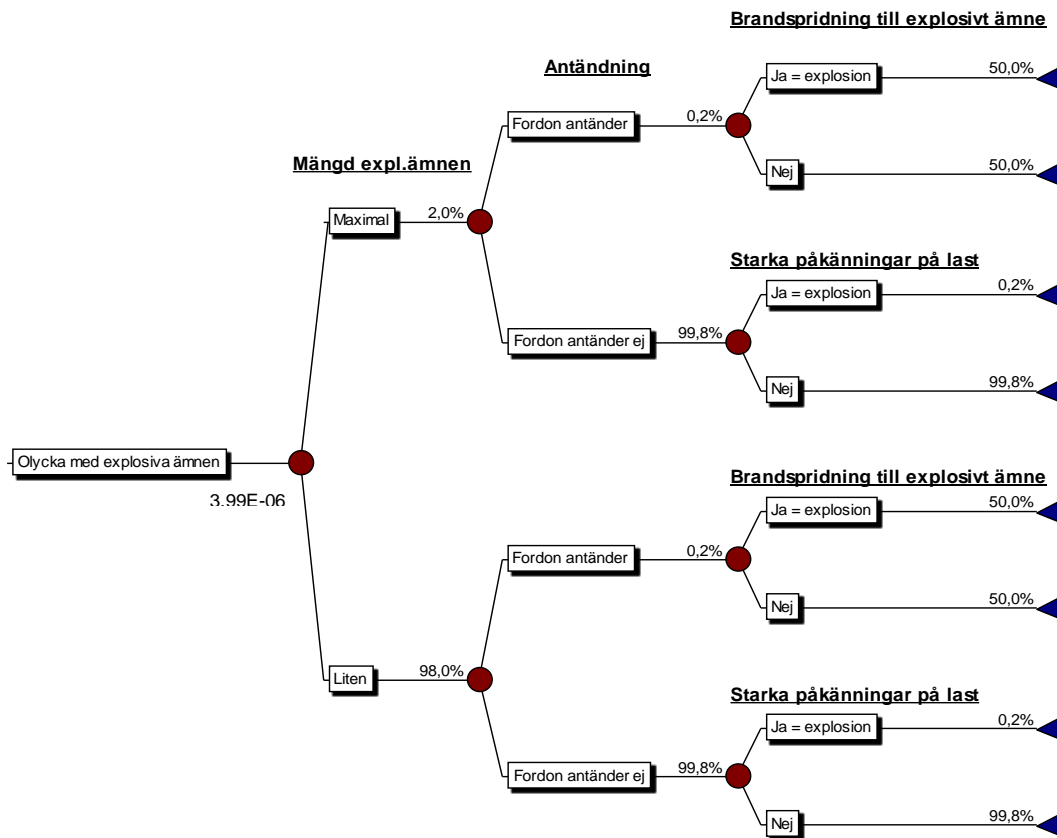 Brandspridning till explosivt ämne
Antändning
Ja = explosion 50,0%
Fordon antänder 0,2%
Mängd expl.ämnen
Nej 50,0%
Maximal 2,0%
Starka påkänningar på last
Ja = explosion 0,2%
Fordon antänder ej 99,8%
Nej 99,8%
Olycka med explosiva ämnen
3.99E-06
Brandspridning till explosivt ämne
Ja = explosion 50,0%
Fordon antänder 0,2%
Nej 50,0%
Liten 98,0%
Starka påkänningar på last
Ja = explosion 0,2%
Fordon antänder ej 99,8%
Nej 99,8%